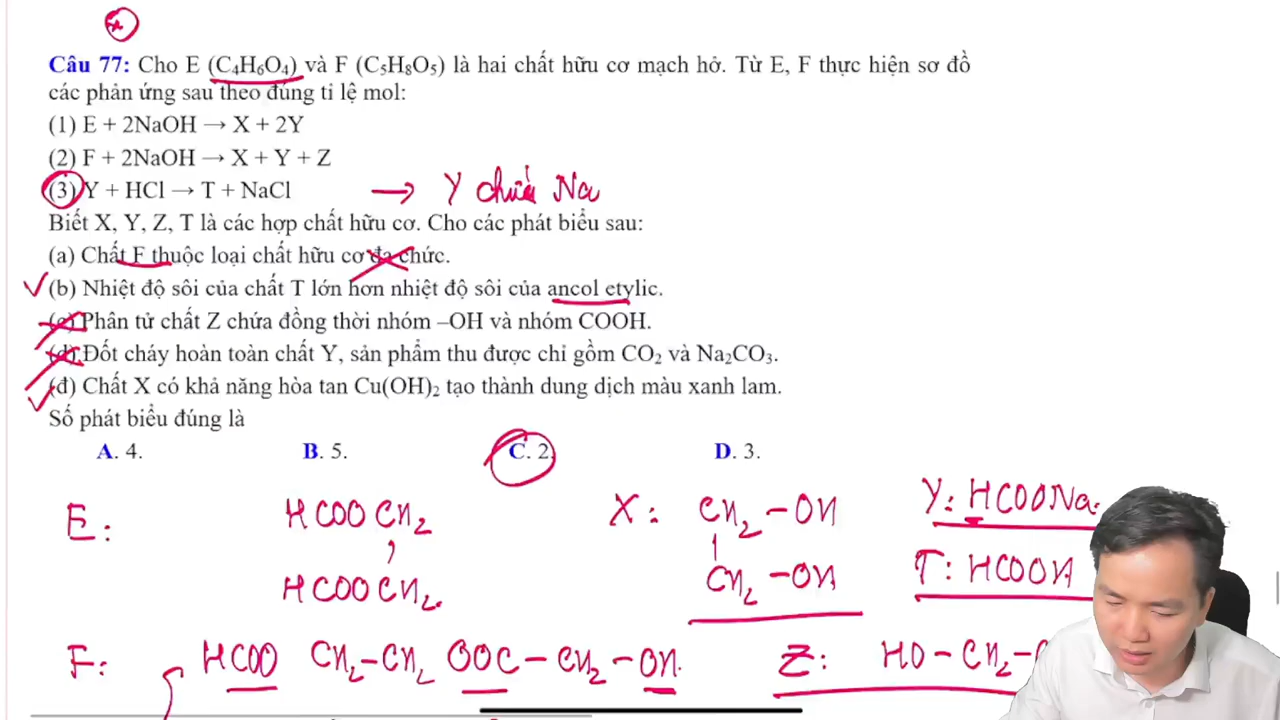 Câu 77: Cho E (C₄H₆O₄) và F (C₅H₈O₅) là hai chất hữu cơ mạch hở. Từ E, F thực hiện sơ đồ
các phản ứng sau theo đúng tỉ lệ mol:
(1) E + 2NaOH → X + 2Y
(2) F + 2NaOH → X + Y + Z
(3) Y + HCl → T + NaCl → Y chứa Na
Biết X, Y, Z, T là các hợp chất hữu cơ. Cho các phát biểu sau:
(a) Chất F thuộc loại chất hữu cơ đa chức.
(b) Nhiệt độ sôi của chất T lớn hơn nhiệt độ sôi của ancol etylic.
(c) Phân tử chất Z chứa đồng thời nhóm –OH và nhóm COOH.
(d) Đốt cháy hoàn toàn chất Y, sản phẩm thu được chỉ gồm CO₂ và Na₂CO₃.
(đ) Chất X có khả năng hòa tan Cu(OH)₂ tạo thành dung dịch màu xanh lam.
Số phát biểu đúng là
A. 4. B. 5. C. 2 D. 3.
E: HCOO CH₂ X: CH₂ – OH Y: HCOONa
HCOO CH₂. CH₂ – OH T: HCOOH
F: HCOO CH₂–CH₂ OOC – CH₂ – OH. Z: HO – CH₂ –